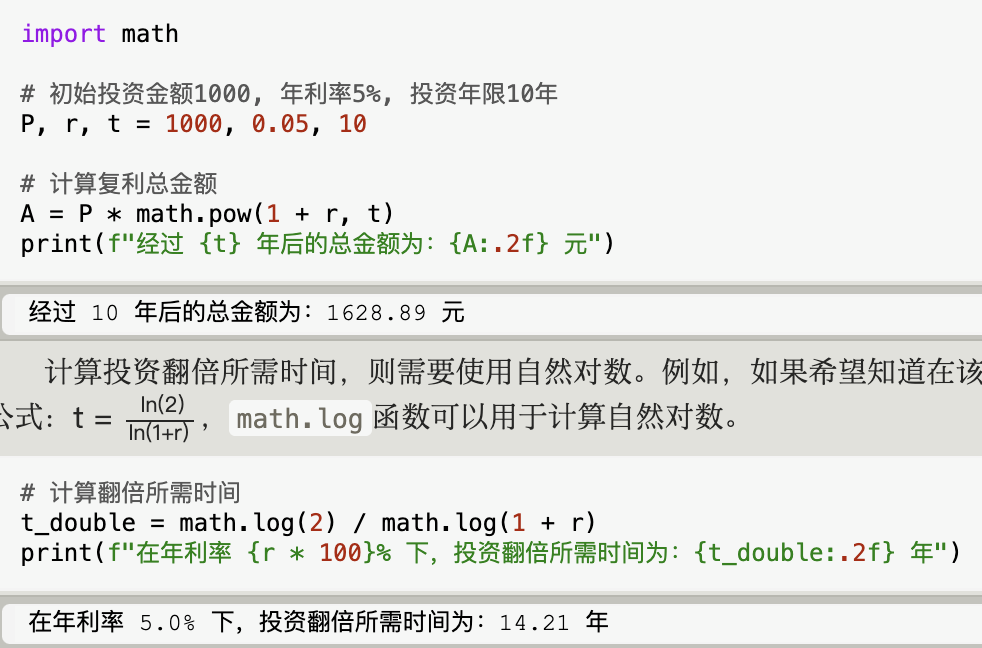 import math
# 初始投资金额1000, 年利率5%, 投资年限10年
P, r, t = 1000, 0.05, 10
# 计算复利总金额
A = P * math.pow(1 + r, t)
print(f"经过 {t} 年后的总金额为：{A:.2f} 元")
经过 10 年后的总金额为：1628.89 元
计算投资翻倍所需时间，则需要使用自然对数。例如，如果希望知道在该
公式：t = ln(2)/ln(1+r)，math.log函数可以用于计算自然对数。
# 计算翻倍所需时间
t_double = math.log(2) / math.log(1 + r)
print(f"在年利率 {r * 100}% 下，投资翻倍所需时间为：{t_double:.2f} 年")
在年利率 5.0% 下，投资翻倍所需时间为：14.21 年